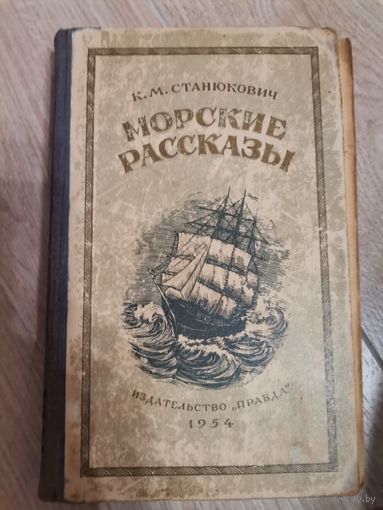 К. М. СТАНЮКОВИЧ
МОРСКИЕ
РАССКАЗЫ
ИЗДАТЕЛЬСТВО „ПРАВДА"
1954